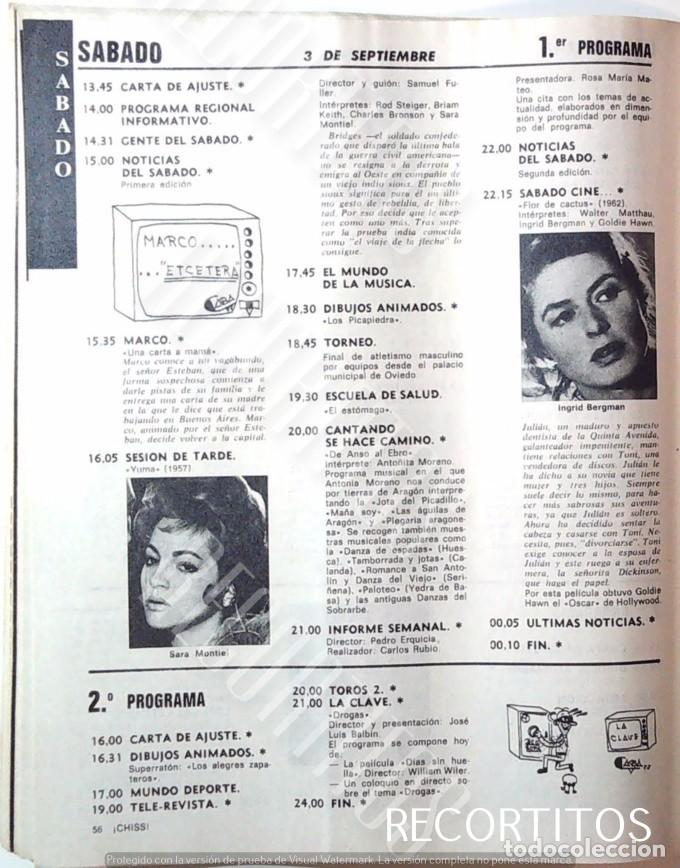 SABADO
SABADO
3 DE SEPTIEMBRE
1.er PROGRAMA
13.45 CARTA DE AJUSTE. *
14.00 PROGRAMA REGIONAL
INFORMATIVO.
14.31 GENTE DEL SABADO. *
15.00 NOTICIAS
DEL SABADO. *
Primera edición
MARCO.....
... "ETCETERA"
15.35 MARCO. *
«Una carta a mamá».
Marco conoce a un vagabundo,
el señor Esteban, que de una
forma sospechosa comienza a
darle pistas de su familia y le
entrega una carta de su madre
en la que le dice que está tra-
bajando en Buenos Aires. Mar-
co, animado por el señor Este-
ban, decide volver a la capital.
16.05 SESION DE TARDE.
«Yuma» (1957).
Sara Montiel
Director y guión: Samuel Fu-
ller.
Intérpretes: Rod Steiger, Briam
Keith, Charles Bronson y Sara
Montiel.
Bridges —el soldado confede-
rado que disparó la última bala
de la guerra civil americana—
no se resigna a la derrota y
emigra al Oeste en compañía de
un viejo indio sioux. El pueblo
sioux significa para él un últi-
mo gesto de rebeldía, de liber-
tad. Por eso decide que le acep-
ten como uno más. Tras supe-
rar la prueba india conocida
como "el viaje de la flecha" lo
consigue.
17,45 EL MUNDO
DE LA MUSICA.
18,30 DIBUJOS ANIMADOS. *
«Los Picapiedra».
18,45 TORNEO.
Final de atletismo masculino
por equipos desde el palacio
municipal de Oviedo
19,30 ESCUELA DE SALUD.
«El estómago».
20,00 CANTANDO
SE HACE CAMINO. *
«De Anso al Ebro»
intérprete: Antoñita Moreno.
Programa musical en el que
Antonia Moreno nos conduce
por tierras de Aragón interpre-
tando la «Jota del Picadillo»,
«Maña soy», «Las águilas de
Aragón» y «Plegaria aragone-
sa». Se recogen también mues-
tras musicales populares como
la «Danza de espadas» (Hues-
ca), «Tamborrada y jotas» (Ca-
landa), «Romance a San Anto-
lín y Danza del Viejo» (Seri-
ñena), «Paloteo» (Yedra de Ba-
sa) y las antiguas Danzas del
Sobrarbe.
21.00 INFORME SEMANAL. *
Director: Pedro Erquicia,
Realizador: Carlos Rubio.
Presentadora: Rosa María Ma-
teo.
Una cita con los temas de ac-
tualidad, elaborados en dimen-
sión y profundidad por el equi-
po del programa.
22.00 NOTICIAS
DEL SABADO. *
Segunda edición.
22.15 SABADO CINE... *
«Flor de cactus» (1962).
Intérpretes: Walter Matthau,
Ingrid Bergman y Goldie Hawn.
Ingrid Bergman
Julián, un maduro y apuesto
dentista de la Quinta Avenida,
galanteador impenitente, man-
tiene relaciones con Toni, una
vendedora de discos. Julián le
ha dicho a su novia que tiene
mujer y tres hijos. Siempre
suele decir lo mismo, para ha-
cer más sabrosas sus aventu-
ras, ya que Julián es soltero.
Ahora ha decidido sentar la
cabeza y casarse con Toni. Ne-
cesita, pues, "divorciarse". Toni
exige conocer a la esposa de
Julián y este ruega a su enfer-
mera, la señorita Dickinson,
que haga el papel.
Por esta película obtuvo Goldie
Hawn el «Oscar» de Hollywood.
00,05 ULTIMAS NOTICIAS. *
00,10 FIN. *
2.º PROGRAMA
16,00 CARTA DE AJUSTE. *
16.31 DIBUJOS ANIMADOS. *
Superratón: «Los alegres zapa-
teros».
17.00 MUNDO DEPORTE.
19,00 TELE-REVISTA. *
20,00 TOROS 2. *
21,00 LA CLAVE. *
«Drogas»
Director y presentación: José
Luis Balbín.
El programa se compone hoy
de:
— La película «Días sin hue-
lla». Director: William Wiler.
— Un coloquio en directo so-
bre el tema «Drogas».
24,00 FIN. *
LA
CLAVE
56 ¡CHISS!
RECORTITOS
todocoleccion
Protegido con la versión de prueba de Visual Watermark. La versión completa no pone esta marca.